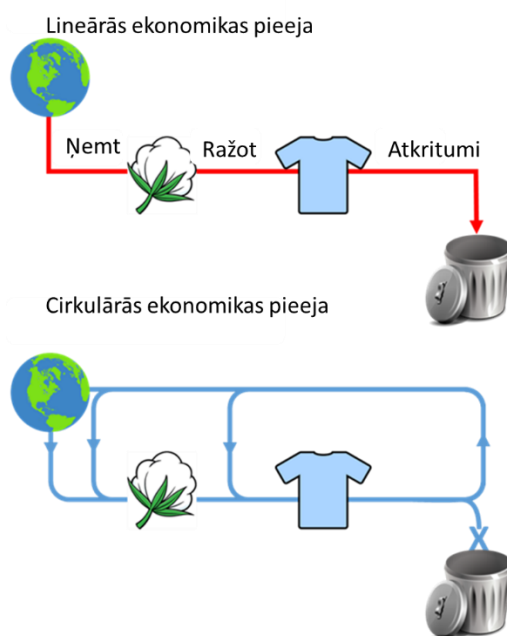 Lineārās ekonomikas pieeja
Ņemt
Ražot
Atkritumi
Cirkulārās ekonomikas pieeja
X